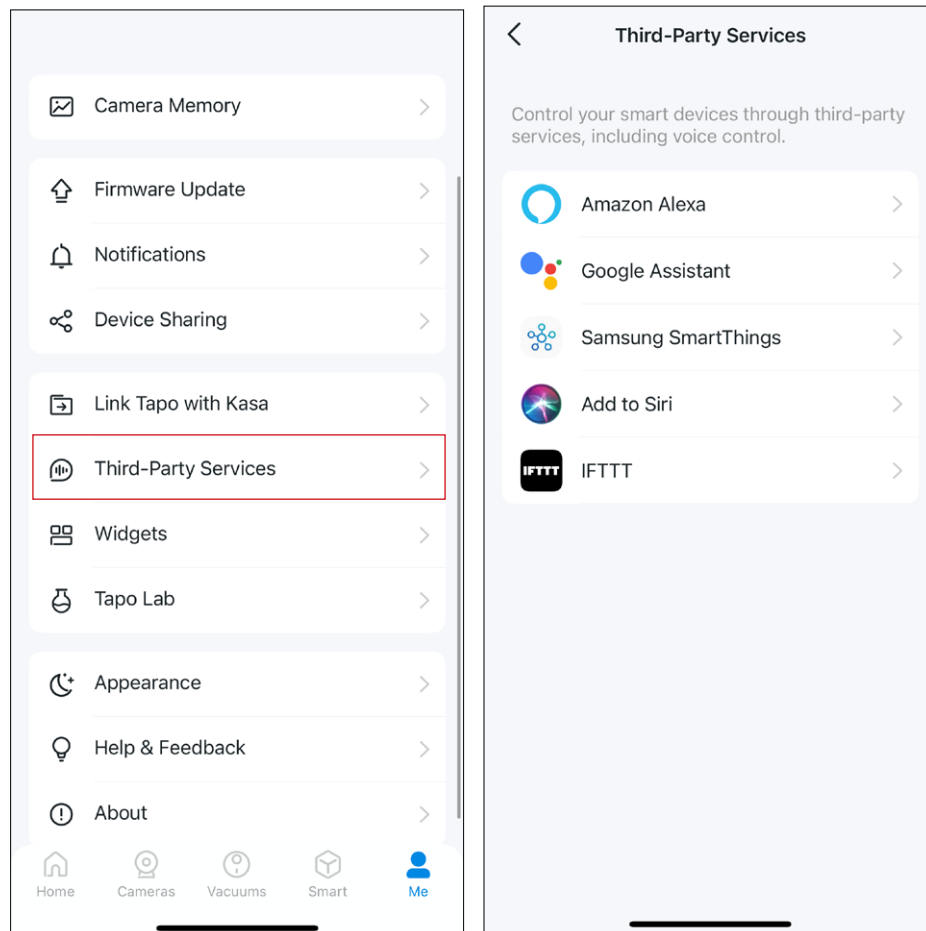 Camera Memory
Firmware Update
Notifications
Device Sharing
Link Tapo with Kasa
Third-Party Services
Widgets
Tapo Lab
Appearance
Help & Feedback
About
Home
Cameras
Vacuums
Smart
Me
Third-Party Services
Control your smart devices through third-party
services, including voice control.
Amazon Alexa
Google Assistant
Samsung SmartThings
Add to Siri
IFTTT
IFTTT